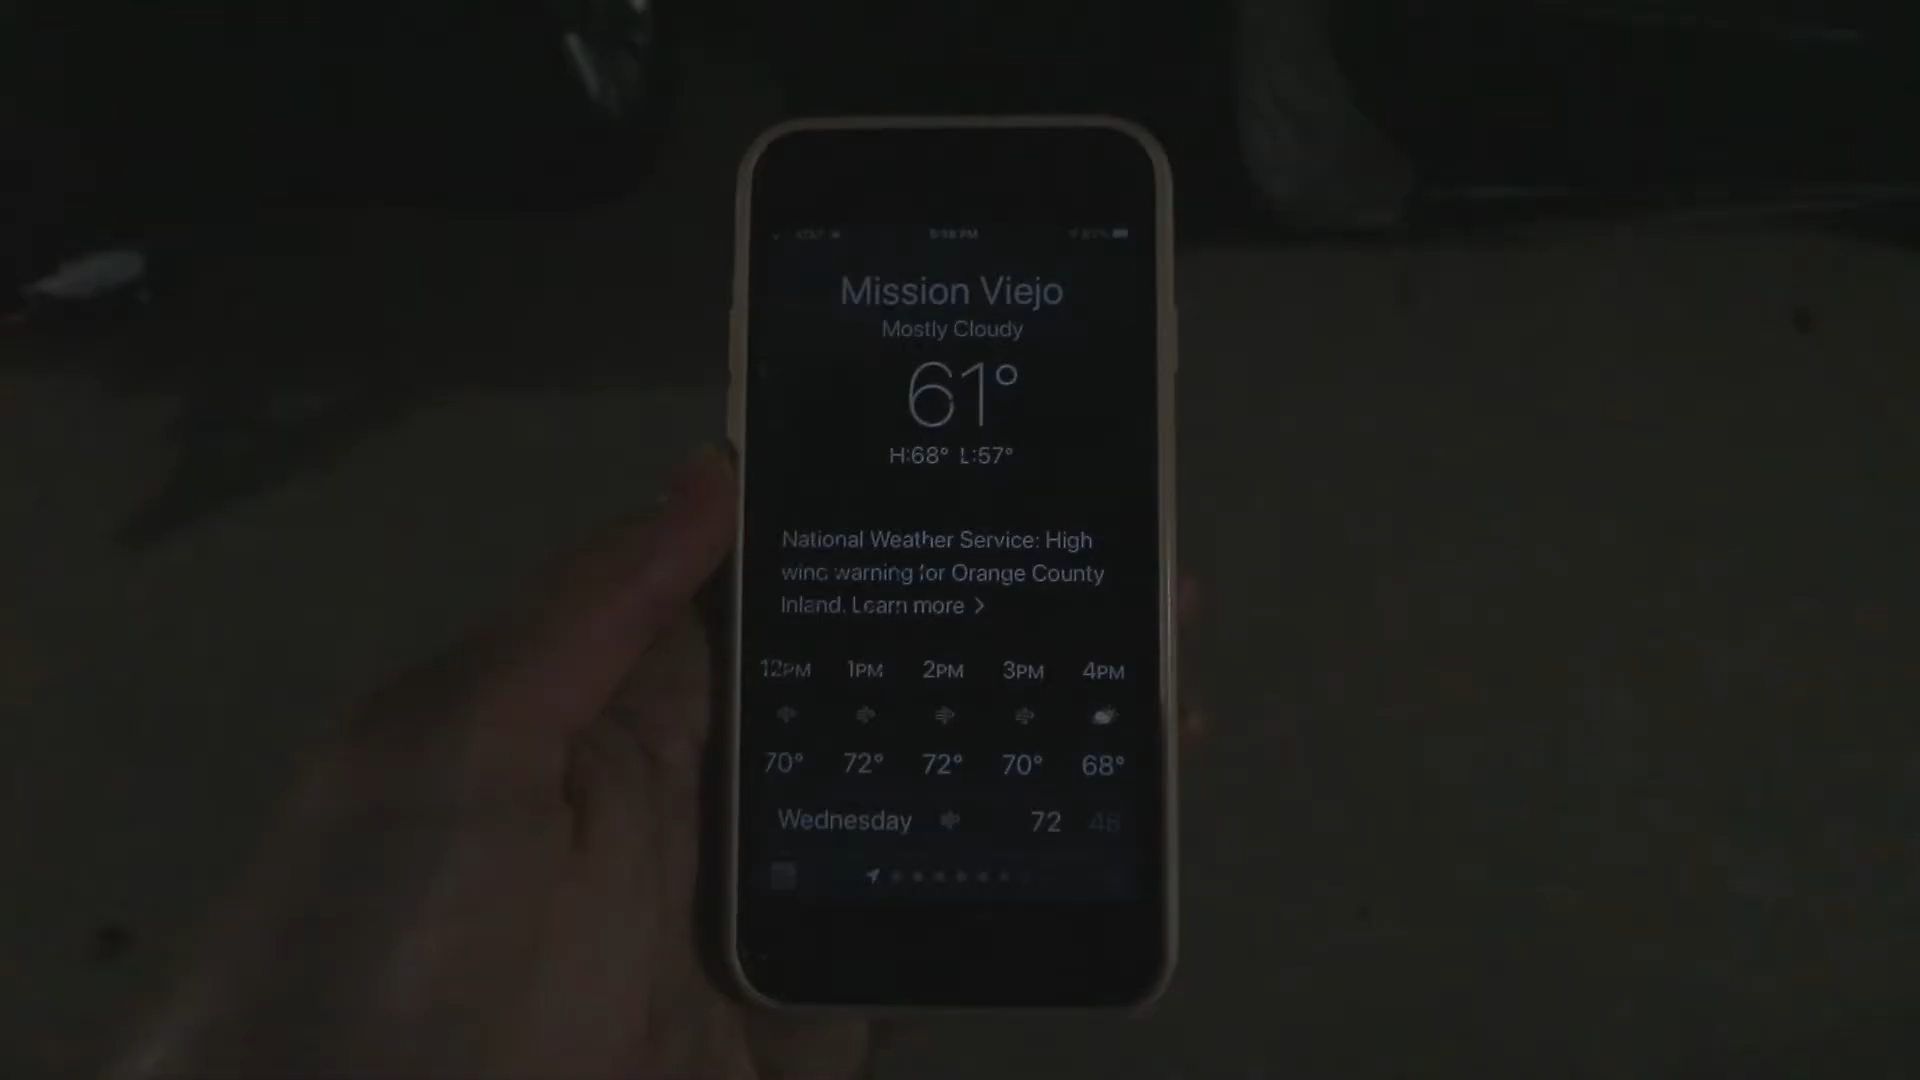 Mission Viejo
Mostly Cloudy
61°
H:68° L:57°
National Weather Service: High
wind warning for Orange County
Inland. Learn more >
12PM 1PM 2PM 3PM 4PM
70° 72° 72° 70° 68°
Wednesday 72